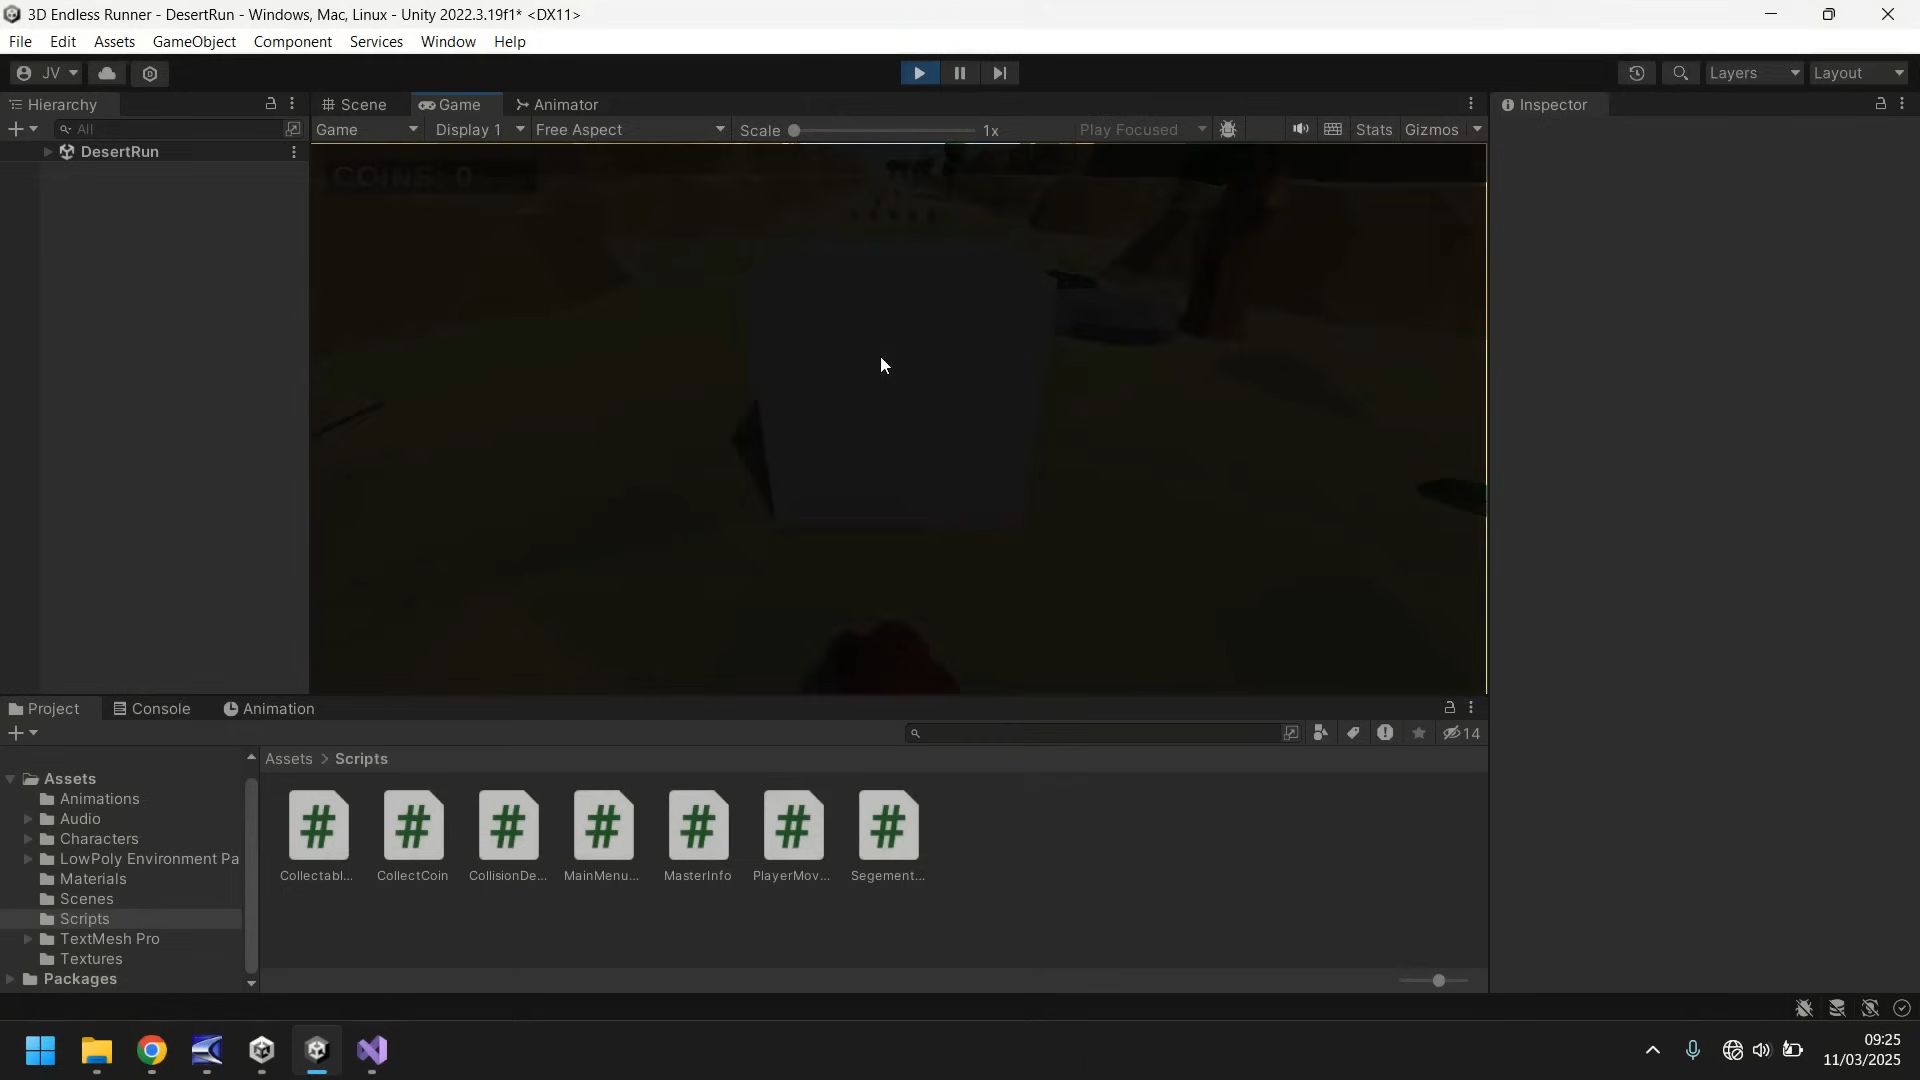 3D Endless Runner - DesertRun - Windows, Mac, Linux - Unity 2022.3.19f1* <DX11>
File Edit Assets GameObject Component Services Window Help
JV Layers Layout
Hierarchy Scene Game Animator Inspector
All Game Display 1 Free Aspect Scale 1x Play Focused Stats Gizmos
DesertRun
COINS: 0
Project Console Animation
14
Assets > Scripts
Assets
Animations
Audio
Characters
LowPoly Environment Pa
Materials
Scenes
Scripts
TextMesh Pro
Textures
Packages
Collectabl... CollectCoin CollisionDe... MainMenu... MasterInfo PlayerMov... Segement...
09:25
11/03/2025